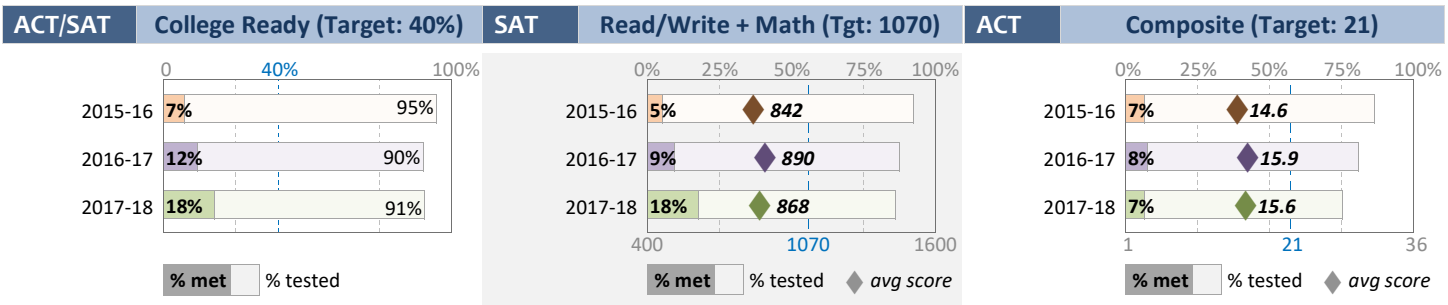 ACT/SAT College Ready (Target: 40%)
0 40% 100%
2015-16 7% 95%
2016-17 12% 90%
2017-18 18% 91%
% met % tested
SAT Read/Write + Math (Tgt: 1070)
0% 25% 50% 75% 100%
2015-16 5% 842
2016-17 9% 890
2017-18 18% 868
400 1070 1600
% met % tested avg score
ACT Composite (Target: 21)
0% 25% 50% 75% 100%
2015-16 7% 14.6
2016-17 8% 15.9
2017-18 7% 15.6
1 21 36
% met % tested avg score